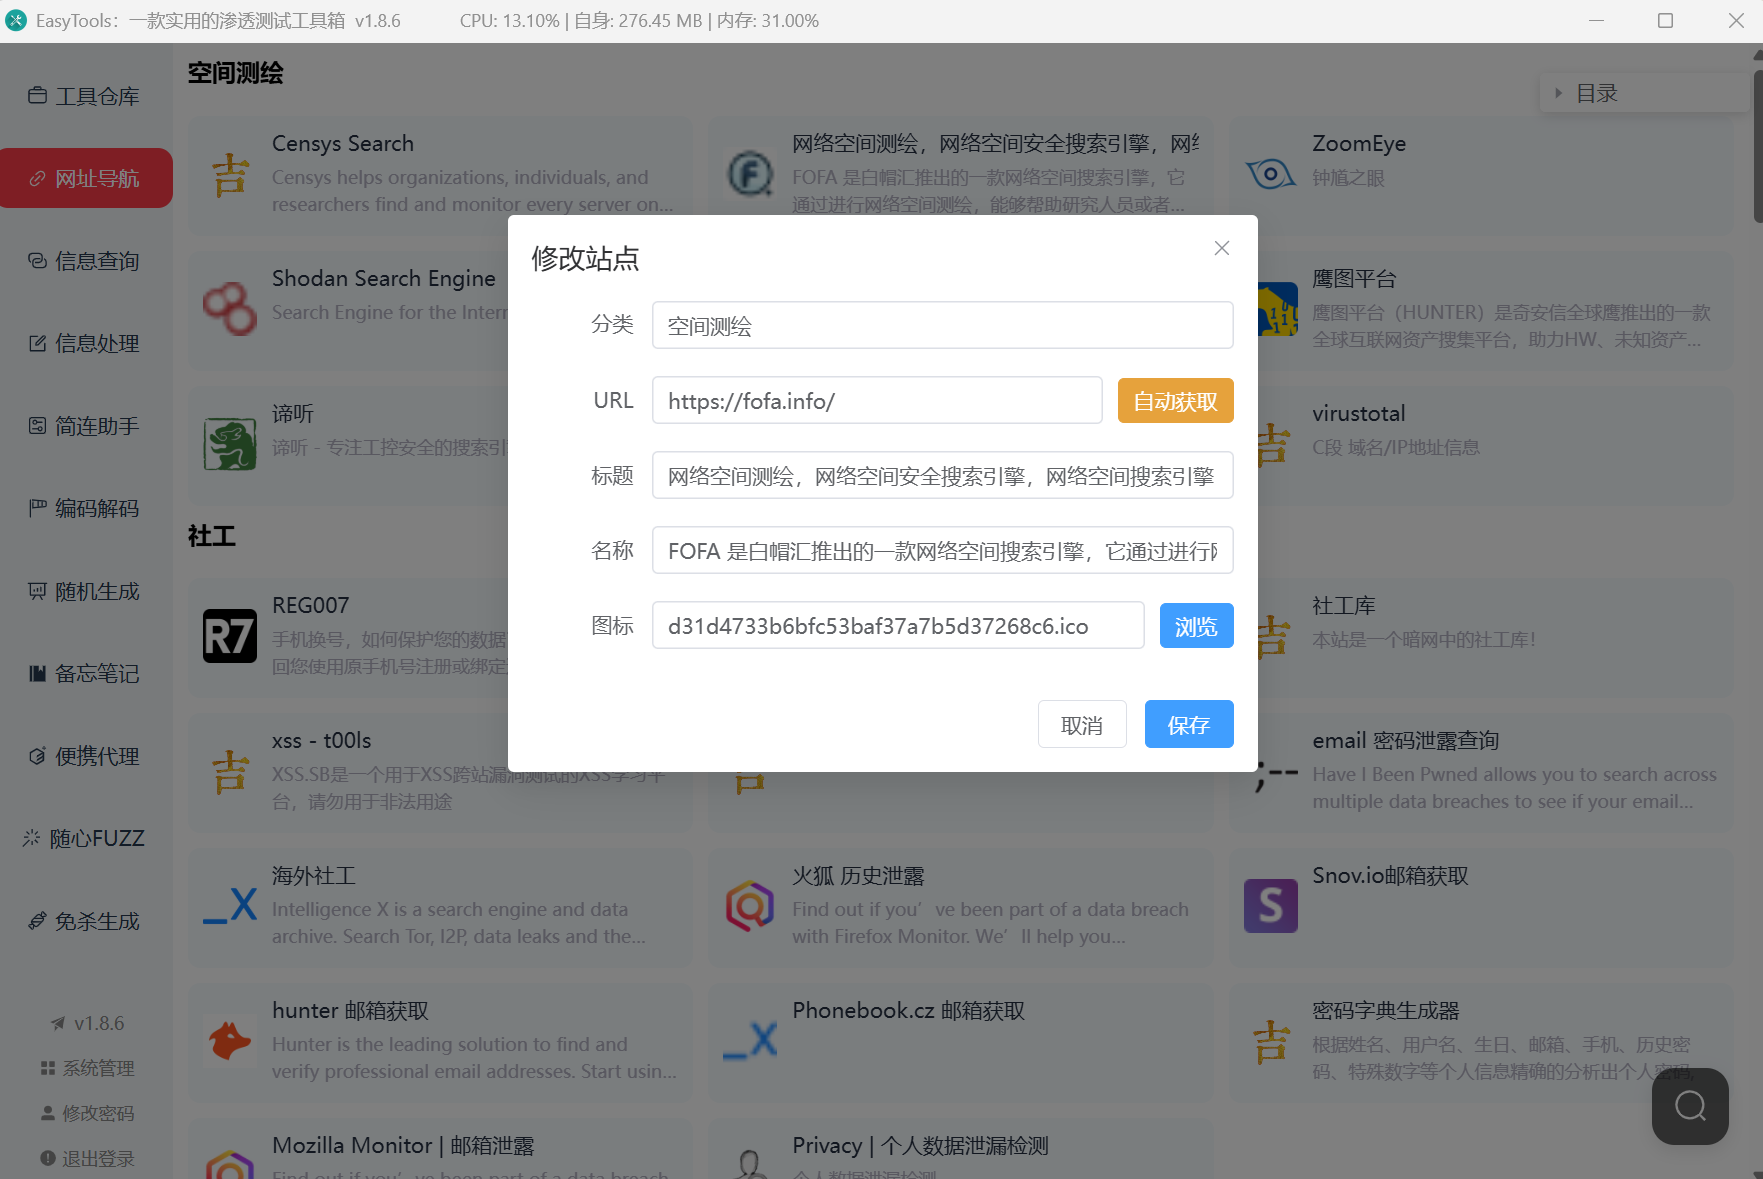 EasyTools：一款实用的渗透测试工具箱 v1.8.6
CPU: 13.10% | 自身: 276.45 MB | 内存: 31.00%
工具仓库
网址导航
信息查询
信息处理
简连助手
编码解码
随机生成
备忘笔记
便携代理
随心FUZZ
免杀生成
v1.8.6
系统管理
修改密码
退出登录
目录
空间测绘
Censys Search
Censys helps organizations, individuals, and
researchers find and monitor every server on...
网络空间测绘，网络空间安全搜索引擎，网络
FOFA 是白帽汇推出的一款网络空间搜索引擎，它
通过进行网络空间测绘，能够帮助研究人员或者...
ZoomEye
钟馗之眼
Shodan Search Engine
Search Engine for the Inter
鹰图平台
鹰图平台（HUNTER）是奇安信全球鹰推出的一款
全球互联网资产搜集平台，助力HW、未知资产...
谛听
谛听 - 专注工控安全的搜索引
virustotal
C段 域名/IP地址信息
修改站点
分类
空间测绘
URL
https://fofa.info/
自动获取
标题
网络空间测绘，网络空间安全搜索引擎，网络空间搜索引擎
名称
FOFA 是白帽汇推出的一款网络空间搜索引擎，它通过进行
图标
d31d4733b6bfc53baf37a7b5d37268c6.ico
浏览
取消
保存
社工
REG007
手机换号，如何保护您的数据
回您使用原手机号注册或绑定
社工库
本站是一个暗网中的社工库！
xss - t00ls
XSS.SB是一个用于XSS跨站漏洞测试的XSS学习平
台，请勿用于非法用途
email 密码泄露查询
Have I Been Pwned allows you to search across
multiple data breaches to see if your email...
海外社工
Intelligence X is a search engine and data
archive. Search Tor, I2P, data leaks and the...
火狐 历史泄露
Find out if you’ve been part of a data breach
with Firefox Monitor. We’ll help you...
Snov.io邮箱获取
hunter 邮箱获取
Hunter is the leading solution to find and
verify professional email addresses. Start usin...
Phonebook.cz 邮箱获取
密码字典生成器
根据姓名、用户名、生日、邮箱、手机、历史密
码、特殊数字等个人信息精确的分析出个人密码,
Mozilla Monitor | 邮箱泄露
Find out if you’ve been part of a data breach
Privacy | 个人数据泄漏检测
个人数据泄漏检测